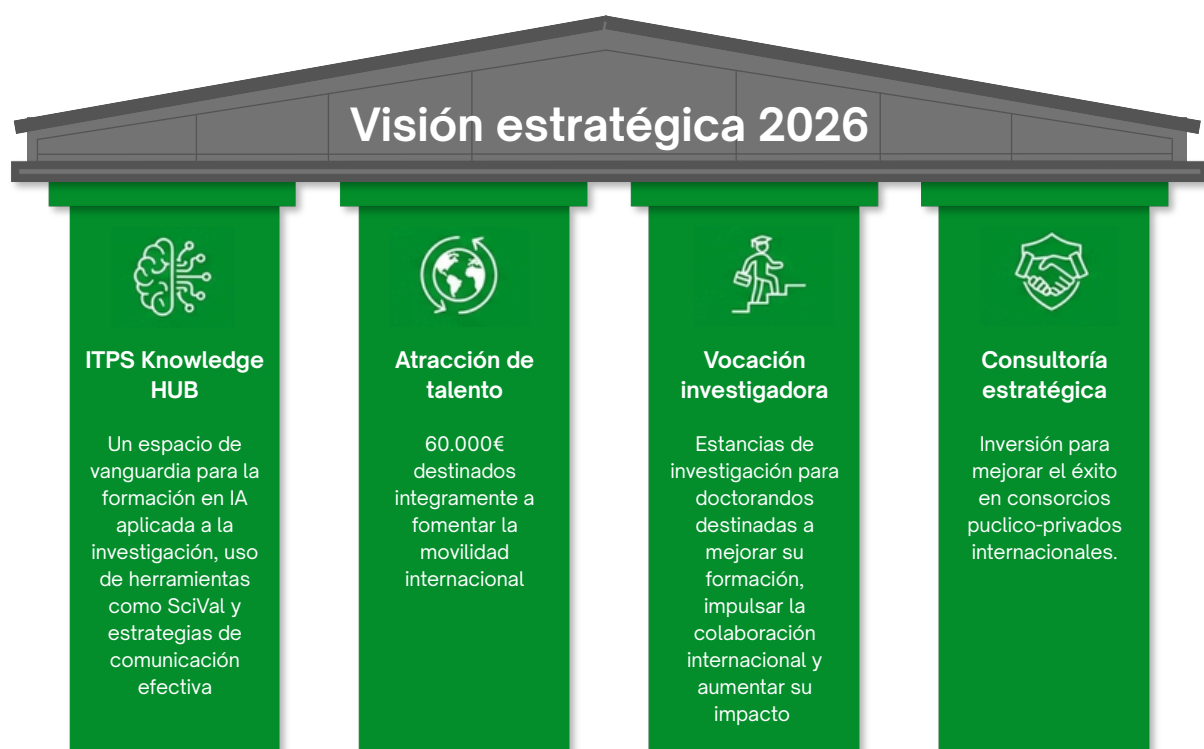 Visión estratégica 2026
ITPS Knowledge
HUB
Un espacio de
vanguardia para la
formación en IA
aplicada a la
investigación, uso
de herramientas
como SciVal y
estrategias de
comunicación
efectiva
Atracción de
talento
60.000€
destinados
integramente a
fomentar la
movilidad
internacional
Vocación
investigadora
Estancias de
investigación para
doctorandos
destinadas a
mejorar su
formación,
impulsar la
colaboración
internacional y
aumentar su
impacto
Consultoría
estratégica
Inversión para
mejorar el éxito
en consorcios
puclico-privados
internacionales.